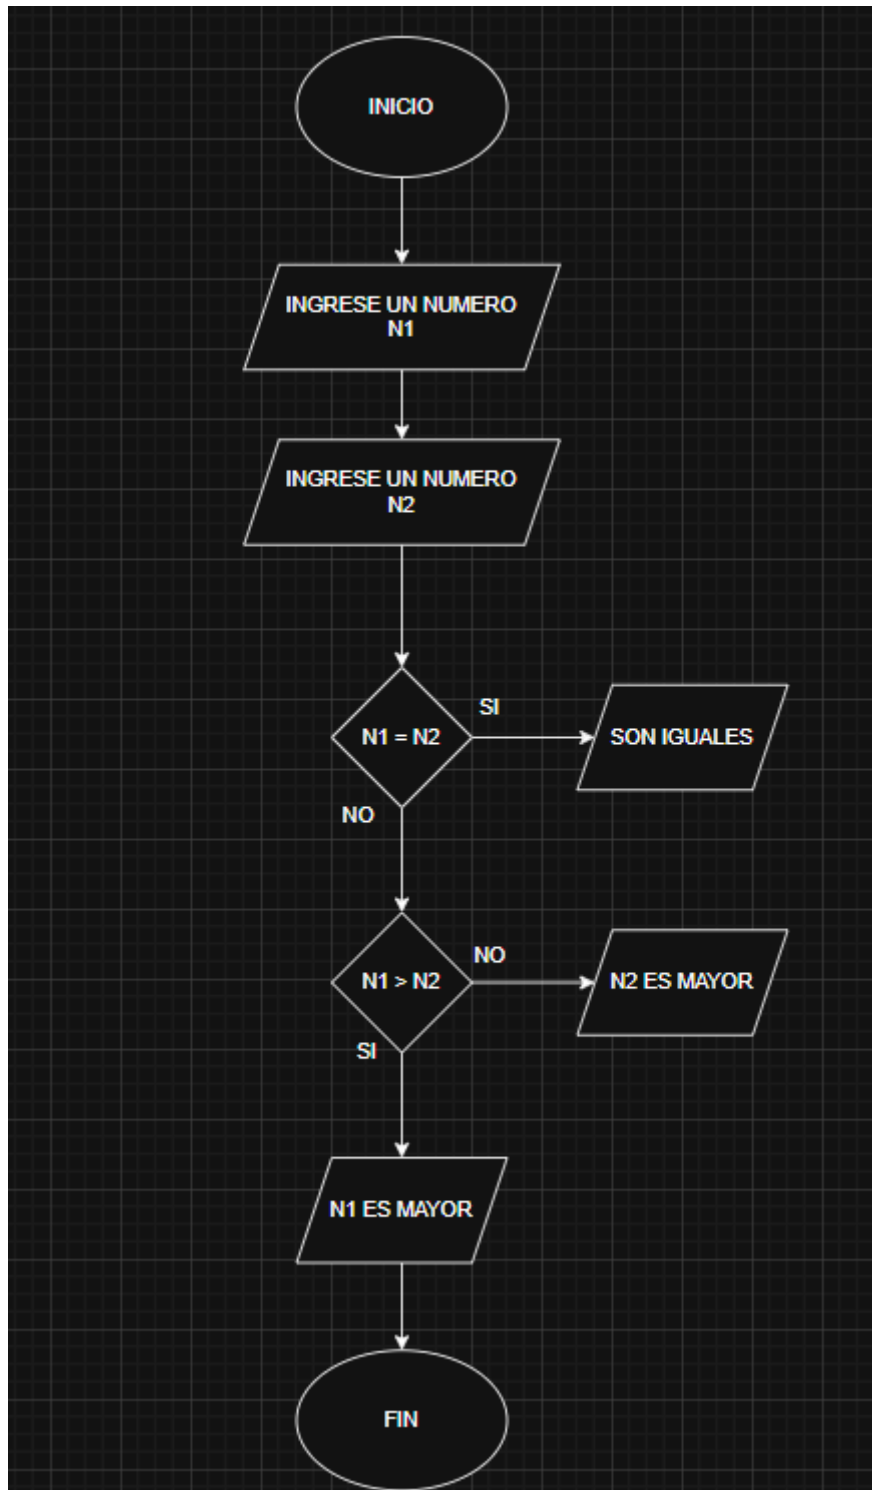 INICIO
INGRESE UN NUMERO
N1
INGRESE UN NUMERO
N2
N1 = N2
SI
SON IGUALES
NO
N1 > N2
NO
N2 ES MAYOR
SI
N1 ES MAYOR
FIN